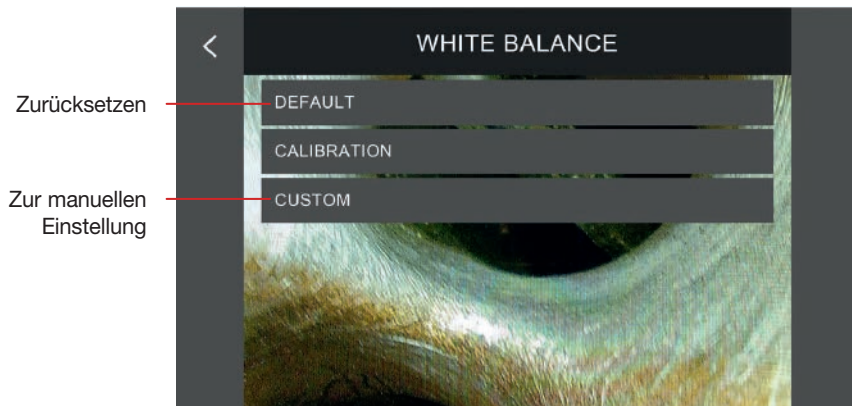 WHITE BALANCE
Zurücksetzen
DEFAULT
CALIBRATION
Zur manuellen
Einstellung
CUSTOM